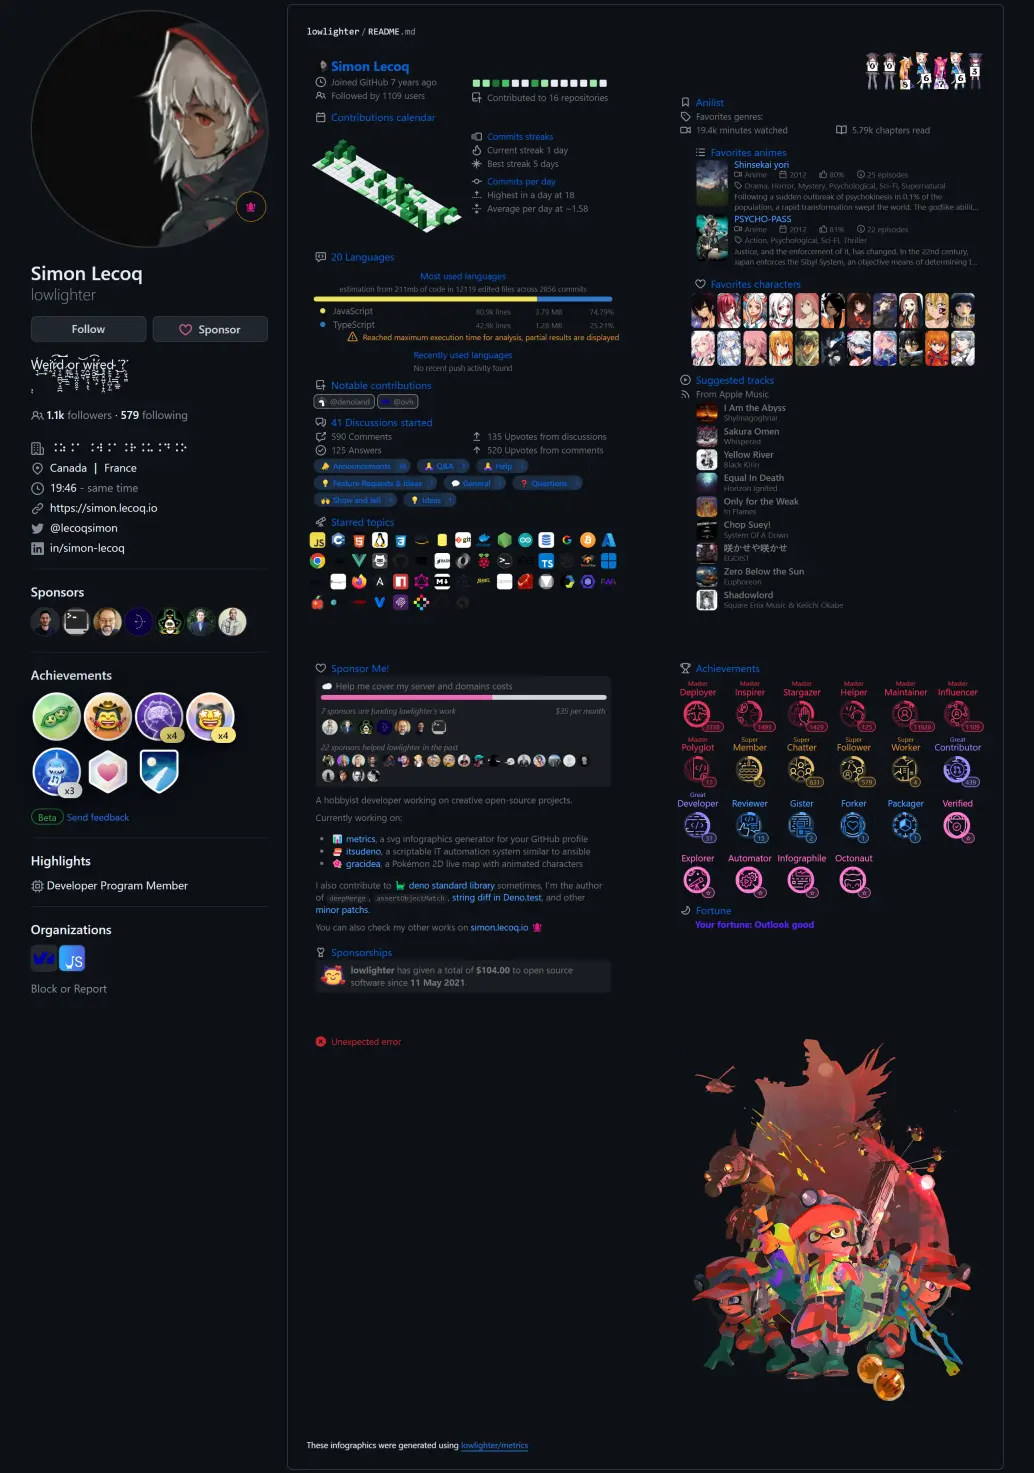 Simon Lecoq
lowlighter
Follow
Sponsor
Weird or wired ?
1.1k followers · 579 following
Canada | France
19:46 - same time
https://simon.lecoq.io
@lecoqsimon
in/simon-lecoq
Sponsors
Achievements
x4
x4
x3
Beta Send feedback
Highlights
Developer Program Member
Organizations
Block or Report
lowlighter / README.md
Simon Lecoq
Joined GitHub 7 years ago
Followed by 1109 users
Contributed to 16 repositories
Contributions calendar
Commits streaks
Current streak 1 day
Best streak 5 days
Commits per day
Highest in a day at 18
Average per day at ~1.58
20 Languages
Most used languages
estimation from 211mb of code in 12119 edited files across 2856 commits
JavaScript 80.9k lines 3.79 MB 74.79%
TypeScript 42.9k lines 1.28 MB 25.21%
Reached maximum execution time for analysis, partial results are displayed
Recently used languages
No recent push activity found
Notable contributions
@denoland @ovh
41 Discussions started
590 Comments
135 Upvotes from discussions
125 Answers
520 Upvotes from comments
Announcements
Q&A
Help
Feature Requests & Ideas
General
Questions
Show and tell
Ideas
Starred topics
Sponsor Me!
Help me cover my server and domains costs
7 sponsors are funding lowlighter's work
$35 per month
22 sponsors helped lowlighter in the past
A hobbyist developer working on creative open-source projects.
Currently working on:
metrics, a svg infographics generator for your GitHub profile
itsudeno, a scriptable IT automation system similar to ansible
gracidea, a Pokémon 2D live map with animated characters
I also contribute to deno standard library sometimes, I'm the author
of deepMerge, assertObjectMatch, string diff in Deno.test, and other
minor patchs.
You can also check my other works on simon.lecoq.io
Sponsorships
lowlighter has given a total of $104.00 to open source
software since 11 May 2021.
Unexpected error
Anilist
Favorites genres:
19.4k minutes watched
5.79k chapters read
Favorites animes
Shinsekai yori
Anime 2012 80% 25 episodes
Drama, Horror, Mystery, Psychological, Sci-Fi, Supernatural
Following a sudden outbreak of psychokinesis in 0.1% of the
population, a rapid transformation swept the world. The godlike abilit...
PSYCHO-PASS
Anime 2012 81% 22 episodes
Action, Psychological, Sci-Fi, Thriller
Justice, and the enforcement of it, has changed. In the 22nd century,
Japan enforces the Sibyl System, an objective means of determining t...
Favorites characters
Suggested tracks
From Apple Music
I Am the Abyss
Shylmagoghnar
Sakura Omen
Whispered
Yellow River
Black Kirin
Equal In Death
Horizon Ignited
Only for the Weak
In Flames
Chop Suey!
System Of A Down
咲かせや咲かせ
EGOIST
Zero Below the Sun
Euphoreon
Shadowlord
Square Enix Music & Keiichi Okabe
Achievements
Master Master Master Master Master Master
Deployer Inspirer Stargazer Helper Maintainer Influencer
Master Super Super Super Super Great
Polyglot Member Chatter Follower Worker Contributor
17 7 631 579 4 439
Great
Developer Reviewer Gister Forker Packager Verified
Explorer Automator Infographile Octonaut
Fortune
Your fortune: Outlook good
These infographics were generated using lowlighter/metrics